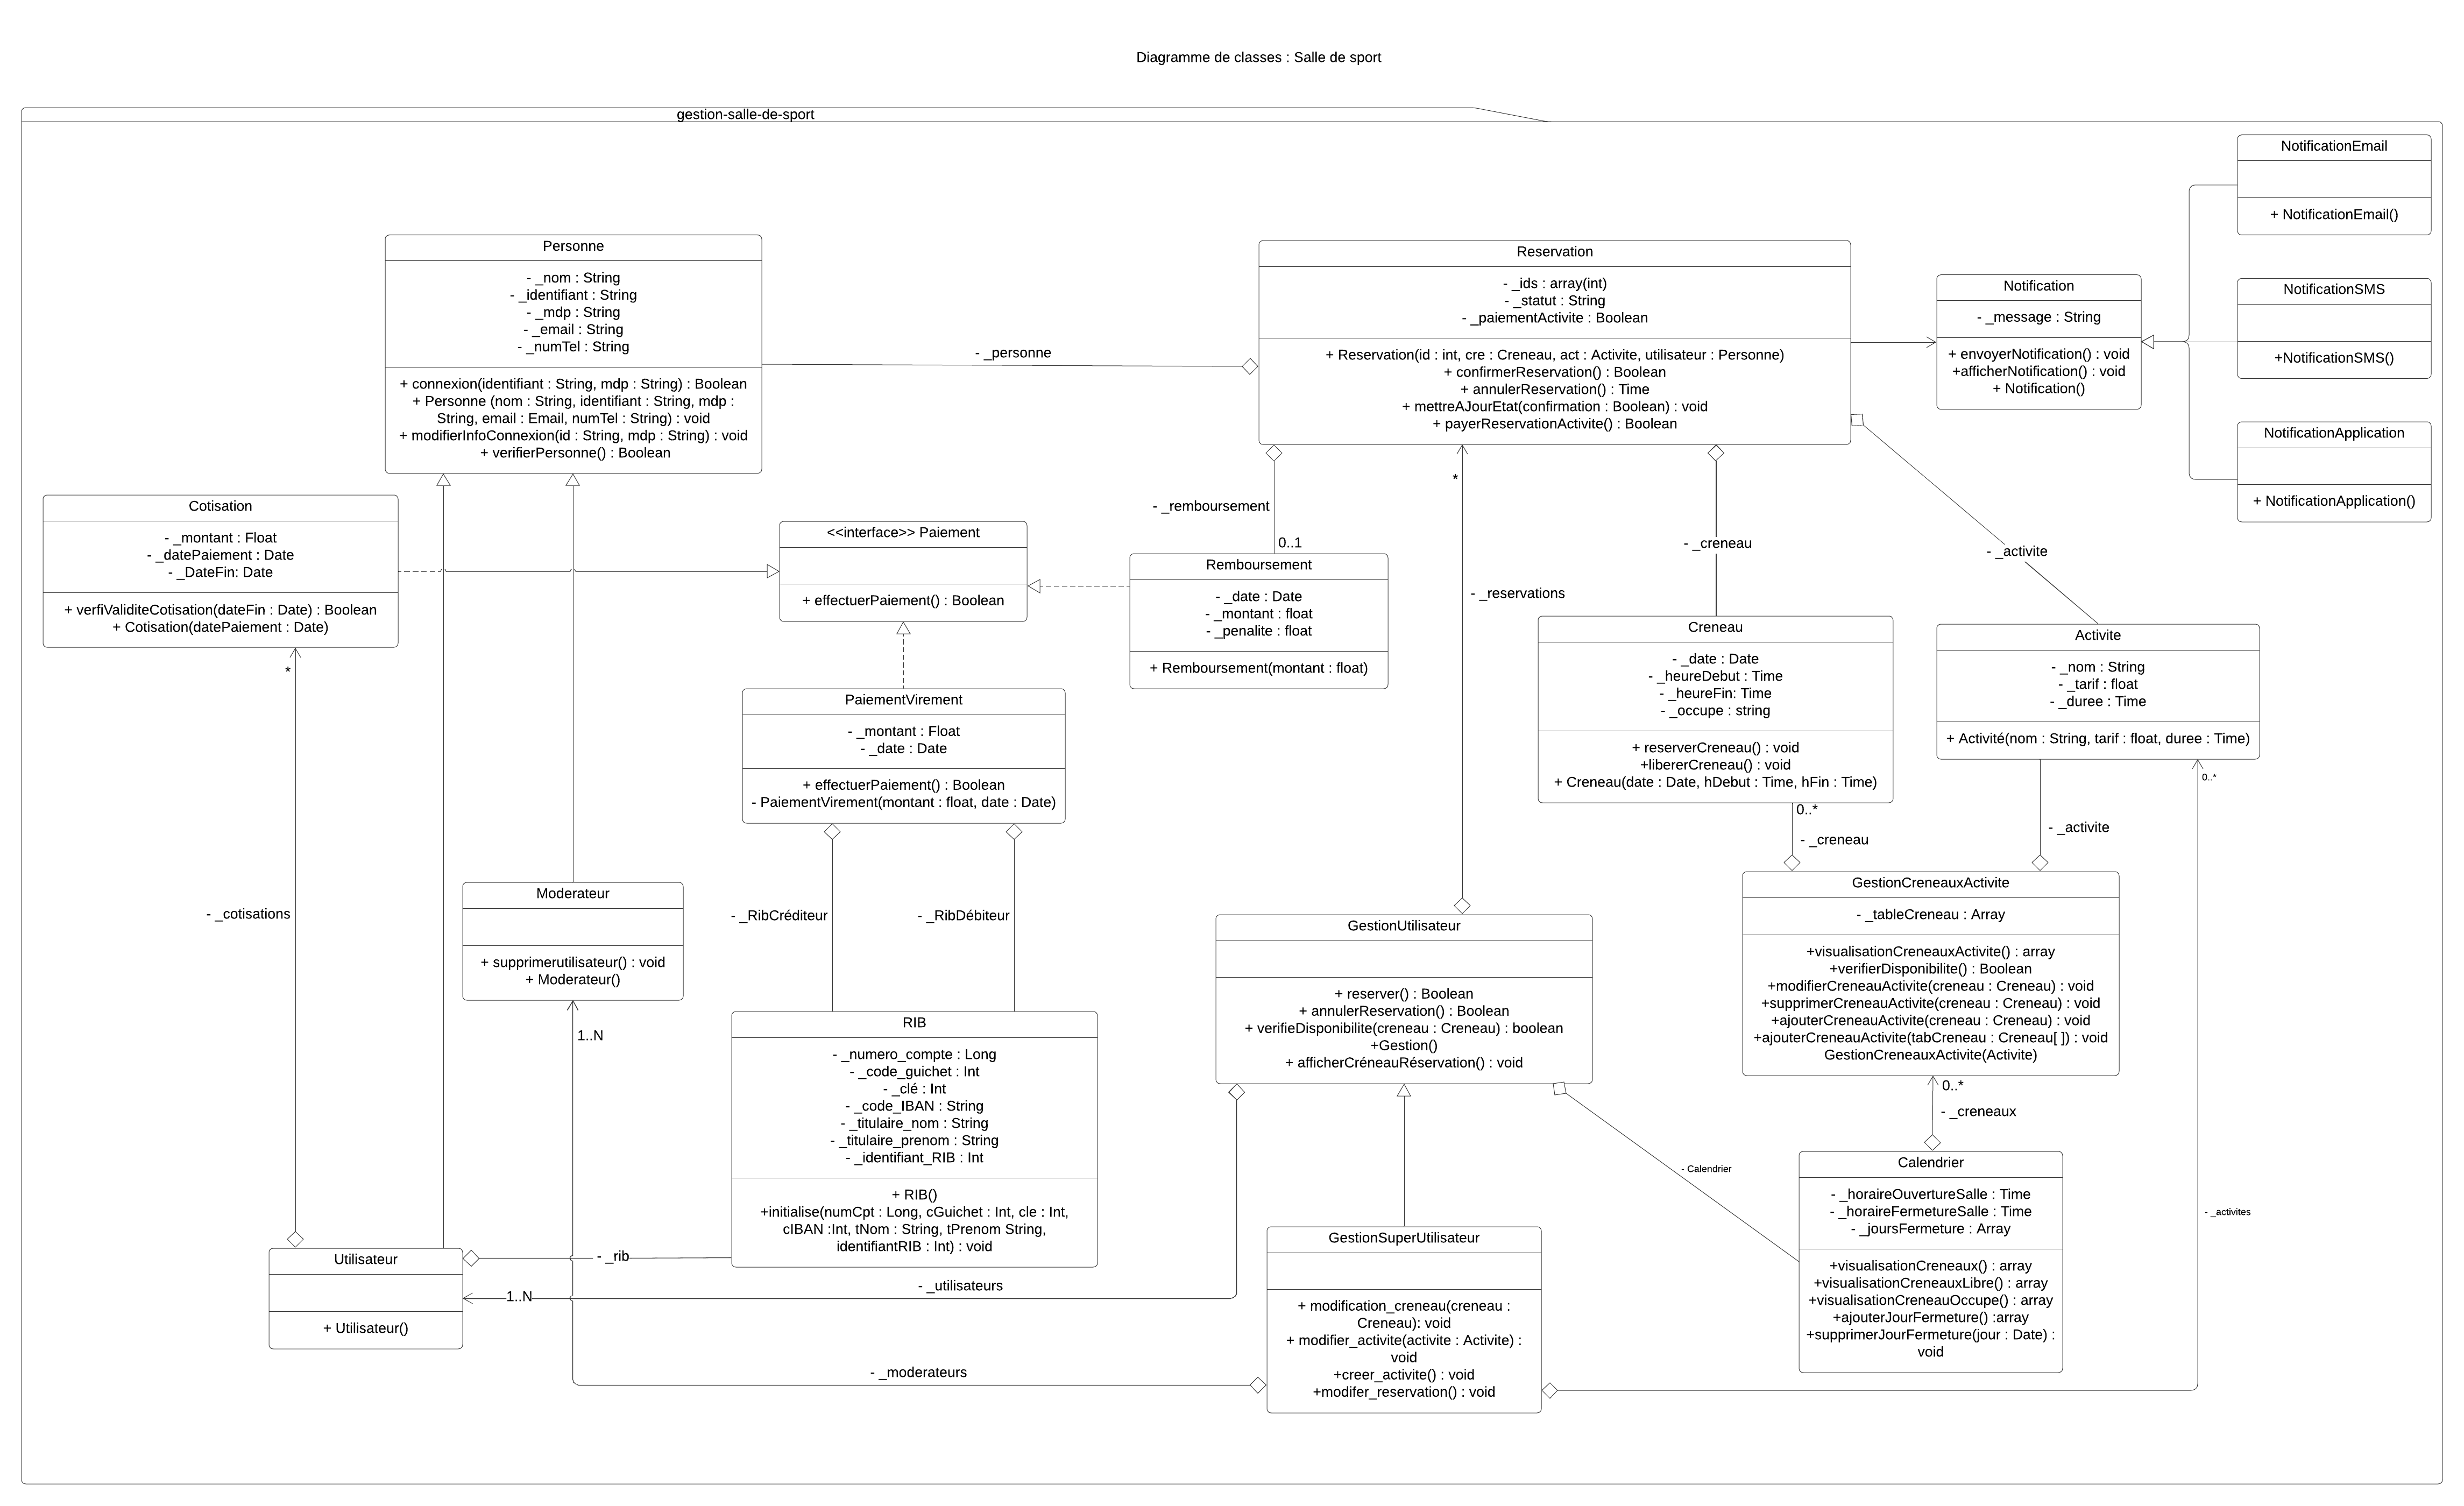 Diagramme de classes : Salle de sport
gestion-salle-de-sport
NotificationEmail
+ NotificationEmail()
Personne
- _nom : String
- _identifiant : String
- _mdp : String
- _email : String
- _numTel : String
+ connexion(identifiant : String, mdp : String) : Boolean
+ Personne (nom : String, identifiant : String, mdp :
String, email : Email, numTel : String) : void
+ modifierInfoConnexion(id : String, mdp : String) : void
+ verifierPersonne() : Boolean
- _personne
Reservation
- _ids : array(int)
- _statut : String
- _paiementActivite : Boolean
+ Reservation(id : int, cre : Creneau, act : Activite, utilisateur : Personne)
+ confirmerReservation() : Boolean
+ annulerReservation() : Time
+ mettreAJourEtat(confirmation : Boolean) : void
+ payerReservationActivite() : Boolean
Notification
- _message : String
+ envoyerNotification() : void
+afficherNotification() : void
+ Notification()
NotificationSMS
+NotificationSMS()
NotificationApplication
+ NotificationApplication()
Cotisation
- _montant : Float
- _datePaiement : Date
- _DateFin: Date
+ verfiValiditeCotisation(dateFin : Date) : Boolean
+ Cotisation(datePaiement : Date)
*
- _cotisations
<<interface>> Paiement
+ effectuerPaiement() : Boolean
- _remboursement
0..1
Remboursement
- _date : Date
- _montant : float
- _penalite : float
+ Remboursement(montant : float)
*
- _reservations
- _creneau
- _activite
PaiementVirement
- _montant : Float
- _date : Date
+ effectuerPaiement() : Boolean
- PaiementVirement(montant : float, date : Date)
Creneau
- _date : Date
- _heureDebut : Time
- _heureFin: Time
- _occupe : string
+ reserverCreneau() : void
+libererCreneau() : void
+ Creneau(date : Date, hDebut : Time, hFin : Time)
Activite
- _nom : String
- _tarif : float
- _duree : Time
+ Activité(nom : String, tarif : float, duree : Time)
0..*
0..*
- _creneau
- _activite
Moderateur
+ supprimerutilisateur() : void
+ Moderateur()
1..N
- _RibCréditeur
- _RibDébiteur
GestionUtilisateur
+ reserver() : Boolean
+ annulerReservation() : Boolean
+ verifieDisponibilite(creneau : Creneau) : boolean
+Gestion()
+ afficherCréneauRéservation() : void
GestionCreneauxActivite
- _tableCreneau : Array
+visualisationCreneauxActivite() : array
+verifierDisponibilite() : Boolean
+modifierCreneauActivite(creneau : Creneau) : void
+supprimerCreneauActivite(creneau : Creneau) : void
+ajouterCreneauActivite(creneau : Creneau) : void
+ajouterCreneauActivite(tabCreneau : Creneau[ ]) : void
GestionCreneauxActivite(Activite)
0..*
- _creneaux
RIB
- _numero_compte : Long
- _code_guichet : Int
- _clé : Int
- _code_IBAN : String
- _titulaire_nom : String
- _titulaire_prenom : String
- _identifiant_RIB : Int
+ RIB()
+initialise(numCpt : Long, cGuichet : Int, cle : Int,
cIBAN :Int, tNom : String, tPrenom String,
identifiantRIB : Int) : void
- Calendrier
Calendrier
- _horaireOuvertureSalle : Time
- _horaireFermetureSalle : Time
- _joursFermeture : Array
+visualisationCreneaux() : array
+visualisationCreneauxLibre() : array
+visualisationCreneauOccupe() : array
+ajouterJourFermeture() :array
+supprimerJourFermeture(jour : Date) :
void
- _activites
Utilisateur
+ Utilisateur()
- _rib
1..N
- _utilisateurs
- _moderateurs
GestionSuperUtilisateur
+ modification_creneau(creneau :
Creneau): void
+ modifier_activite(activite : Activite) :
void
+creer_activite() : void
+modifer_reservation() : void